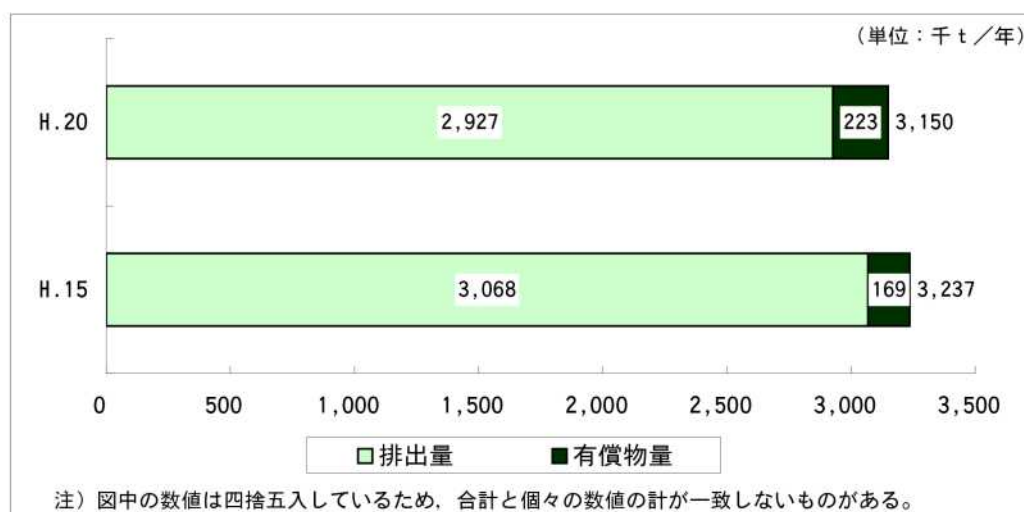 （単位：千ｔ／年）
H.20 2,927 223 3,150
H.15 3,068 169 3,237
0 500 1,000 1,500 2,000 2,500 3,000 3,500
排出量 有償物量
注）図中の数値は四捨五入しているため，合計と個々の数値の計が一致しないものがある。